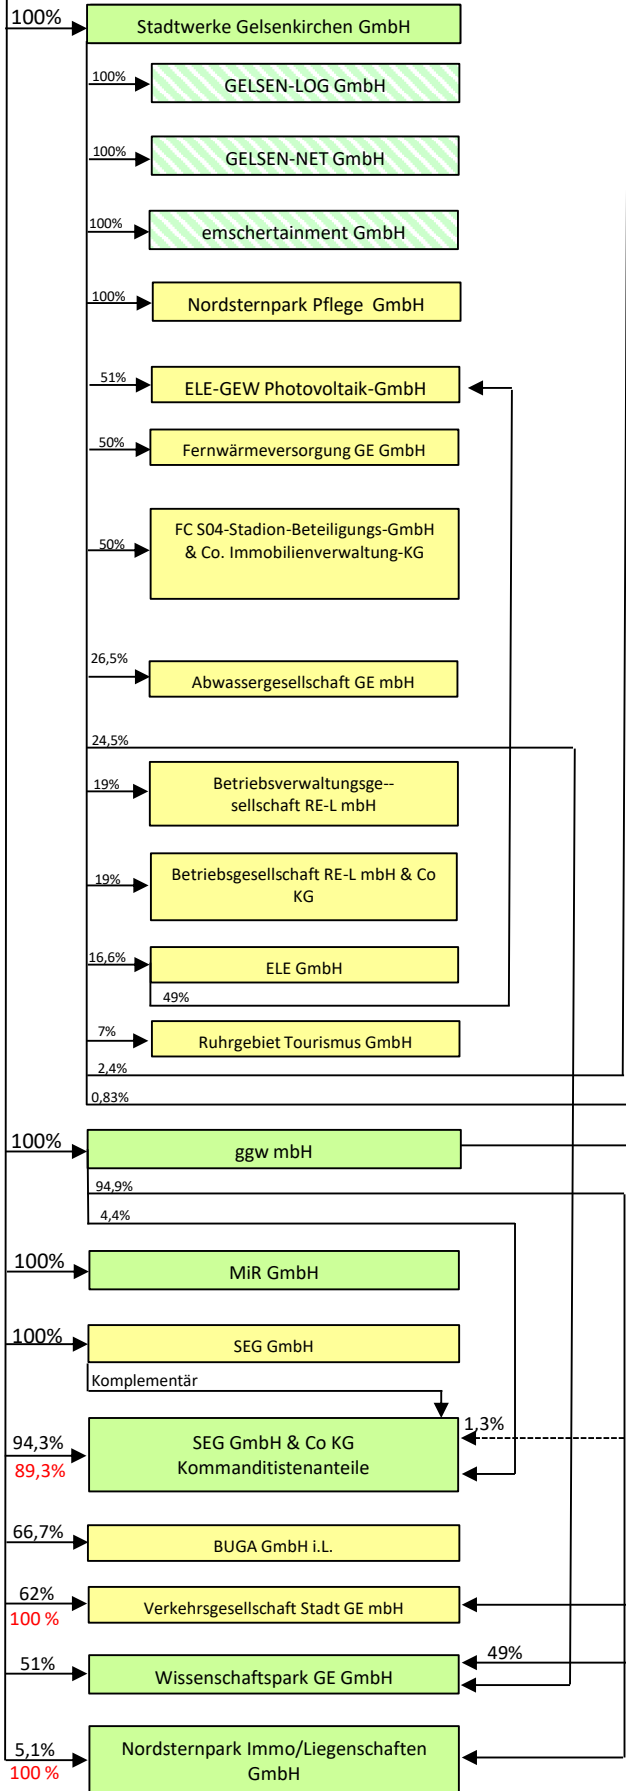 100%
Stadtwerke Gelsenkirchen GmbH
100%
GELSEN-LOG GmbH
100%
GELSEN-NET GmbH
100%
emschertainment GmbH
100%
Nordsternpark Pflege GmbH
51%
ELE-GEW Photovoltaik-GmbH
50%
Fernwärmeversorgung GE GmbH
50%
FC S04-Stadion-Beteiligungs-GmbH
& Co. Immobilienverwaltung-KG
26,5%
Abwassergesellschaft GE mbH
24,5%
19%
Betriebsverwaltungsge--
sellschaft RE-L mbH
19%
Betriebsgesellschaft RE-L mbH & Co
KG
16,6%
ELE GmbH
49%
7%
Ruhrgebiet Tourismus GmbH
2,4%
0,83%
100%
ggw mbH
94,9%
4,4%
100%
MiR GmbH
100%
SEG GmbH
Komplementär
1,3%
94,3%
89,3%
SEG GmbH & Co KG
Kommanditistenanteile
66,7%
BUGA GmbH i.L.
62%
100 %
Verkehrsgesellschaft Stadt GE mbH
51%
Wissenschaftspark GE GmbH
49%
5,1%
100 %
Nordsternpark Immo/Liegenschaften
GmbH